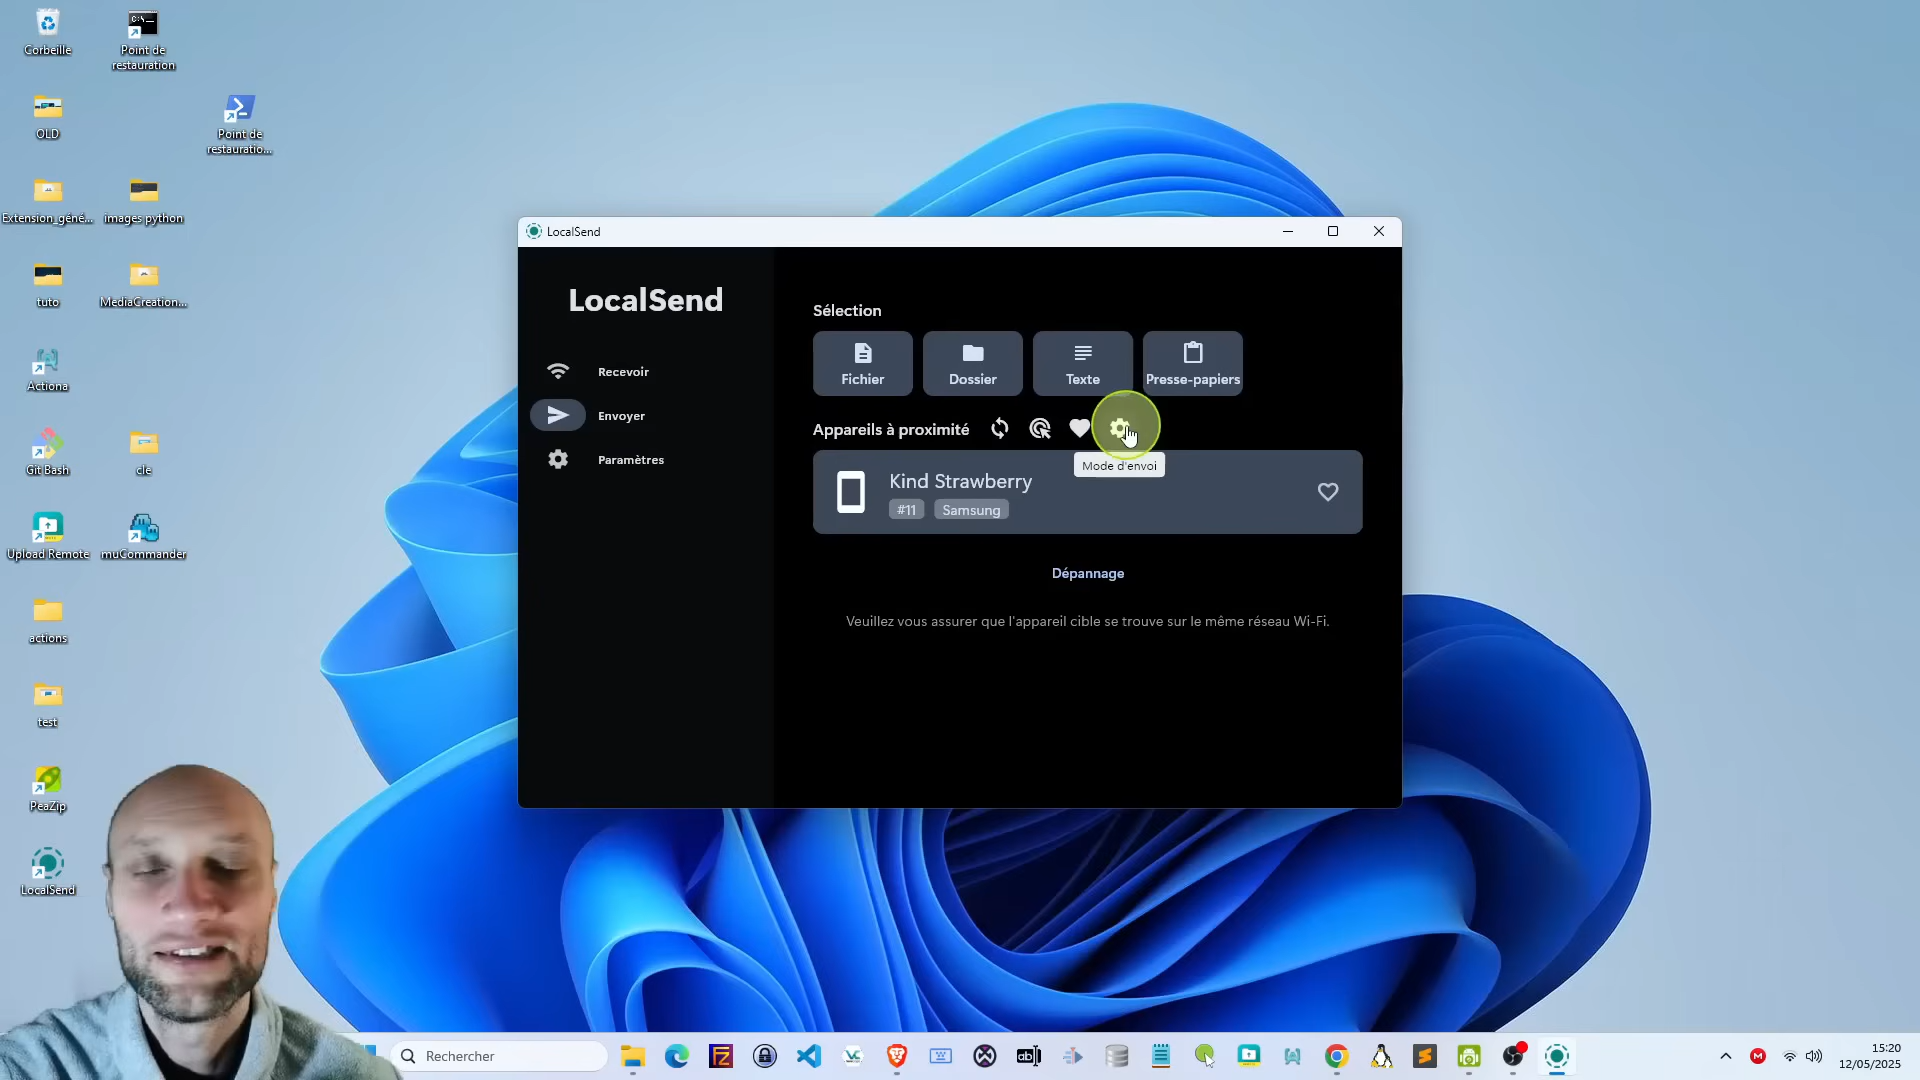 Corbeille
Point de
restauration
OLD
Point de
restauratio...
Extension_géné...
images python
tuto
MediaCreation...
Actiona
Git Bash
cle
Upload Remote
muCommander
actions
test
PeaZip
LocalSend
LocalSend
LocalSend
Recevoir
Envoyer
Paramètres
Sélection
Fichier
Dossier
Texte
Presse-papiers
Appareils à proximité
Mode d'envoi
Kind Strawberry
#11
Samsung
Dépannage
Veuillez vous assurer que l'appareil cible se trouve sur le même réseau Wi-Fi.
Rechercher
15:20
12/05/2025